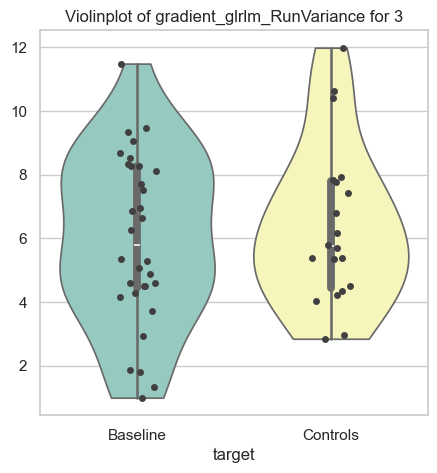 Violinplot of gradient_glrlm_RunVariance for 3
12
10
8
6
4
2
Baseline
Controls
target